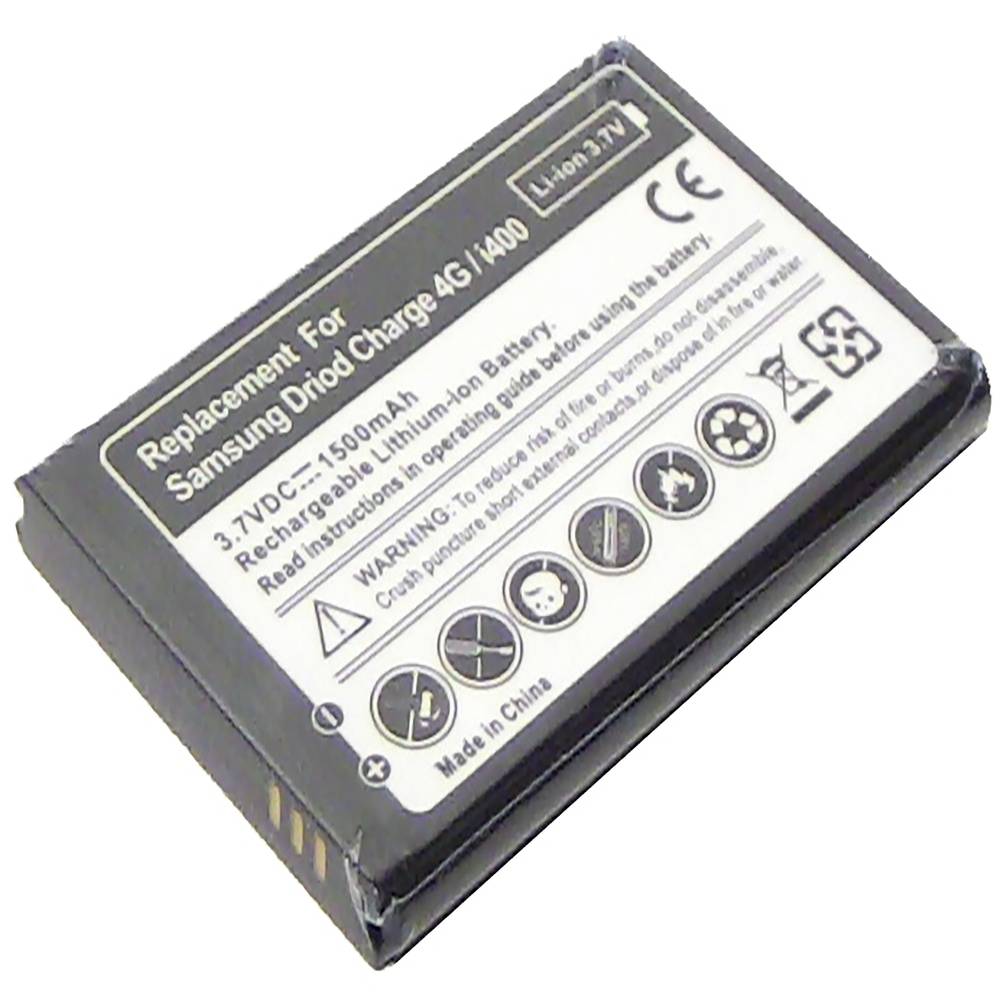 Replacement For
Samsung Driod Charge 4G / i400
Li-ion 3.7V
CE
3.7VDC⎓1500mAh
Rechargeable Lithium-Ion Battery.
Read Instructions in operating guide before using the battery.
WARNING: To reduce risk of fire or burns,do not disassemble
Crush puncture short external contacts,or dispose of in fire or water
Made in China